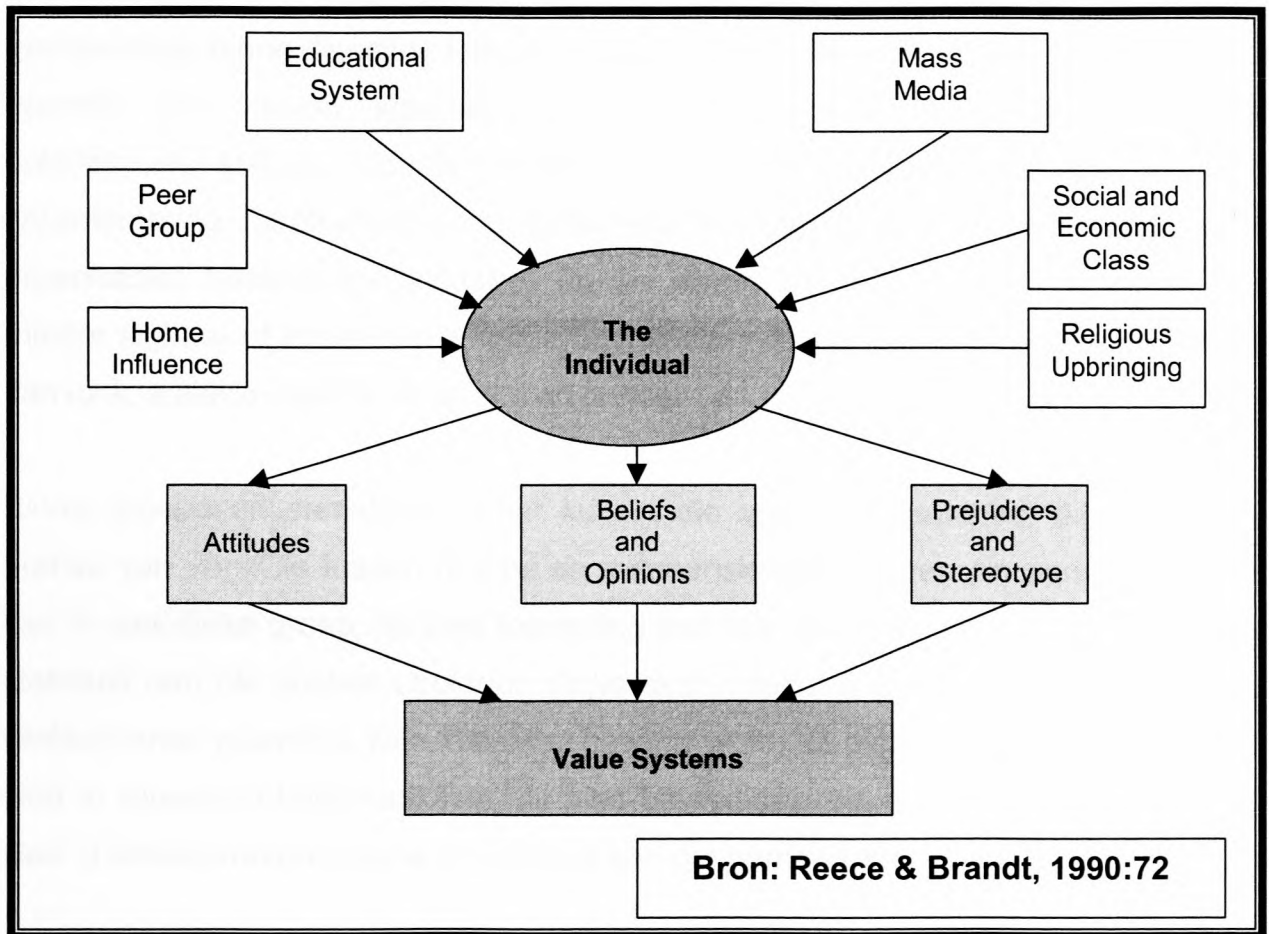 Educational
System
Mass
Media
Peer
Group
Social and
Economic
Class
Home
Influence
The
Individual
Religious
Upbringing
Attitudes
Beliefs
and
Opinions
Prejudices
and
Stereotype
Value Systems
Bron: Reece & Brandt, 1990:72